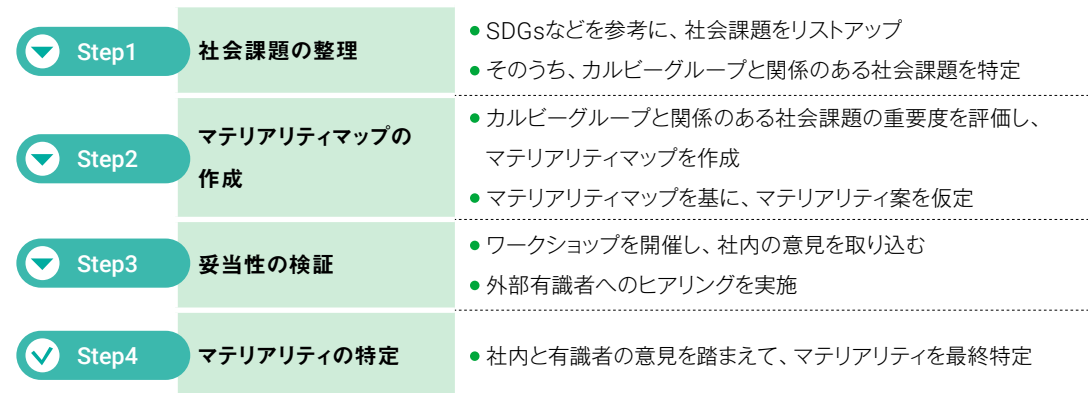 Step1
社会課題の整理
●SDGsなどを参考に、社会課題をリストアップ
●そのうち、カルビーグループと関係のある社会課題を特定
Step2
マテリアリティマップの
作成
●カルビーグループと関係のある社会課題の重要度を評価し、
マテリアリティマップを作成
●マテリアリティマップを基に、マテリアリティ案を仮定
Step3
妥当性の検証
●ワークショップを開催し、社内の意見を取り込む
●外部有識者へのヒアリングを実施
Step4
マテリアリティの特定
●社内と有識者の意見を踏まえて、マテリアリティを最終特定